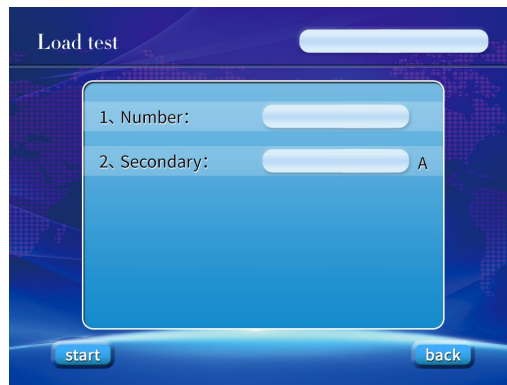 Load test
1、Number：
2、Secondary： A
start back